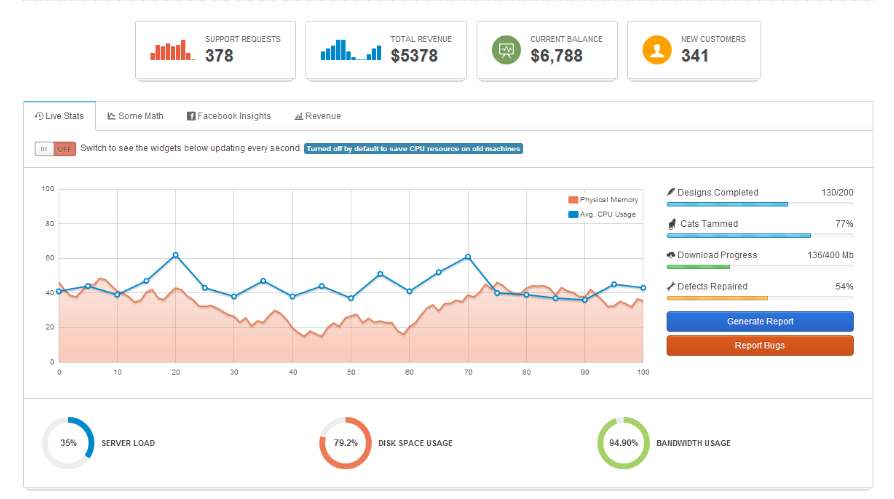 SUPPORT REQUESTS
378
TOTAL REVENUE
$5378
CURRENT BALANCE
$6,788
NEW CUSTOMERS
341
Live Stats
Some Math
Facebook Insights
Revenue
III OFF Switch to see the widgets below updating every second. Turned off by default to save CPU resource on old machines
100
80
60
40
20
0
0 10 20 30 40 50 60 70 80 90 100
Physical Memory
Avg. CPU Usage
Designs Completed 130/200
Cats Tammed 77%
Download Progress 136/400 Mb
Defects Repaired 54%
Generate Report
Report Bugs
35% SERVER LOAD
79.2% DISK SPACE USAGE
94.90% BANDWIDTH USAGE